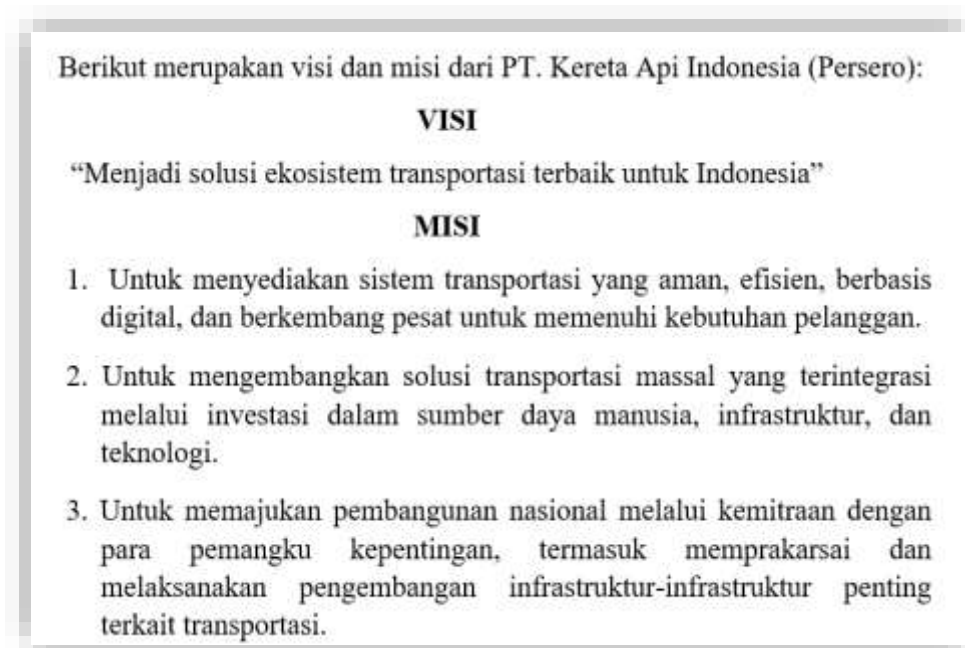 Berikut merupakan visi dan misi dari PT. Kereta Api Indonesia (Persero):
VISI
“Menjadi solusi ekosistem transportasi terbaik untuk Indonesia”
MISI
1. Untuk menyediakan sistem transportasi yang aman, efisien, berbasis
digital, dan berkembang pesat untuk memenuhi kebutuhan pelanggan.
2. Untuk mengembangkan solusi transportasi massal yang terintegrasi
melalui investasi dalam sumber daya manusia, infrastruktur, dan
teknologi.
3. Untuk memajukan pembangunan nasional melalui kemitraan dengan
para pemangku kepentingan, termasuk memprakarsai dan
melaksanakan pengembangan infrastruktur-infrastruktur penting
terkait transportasi.